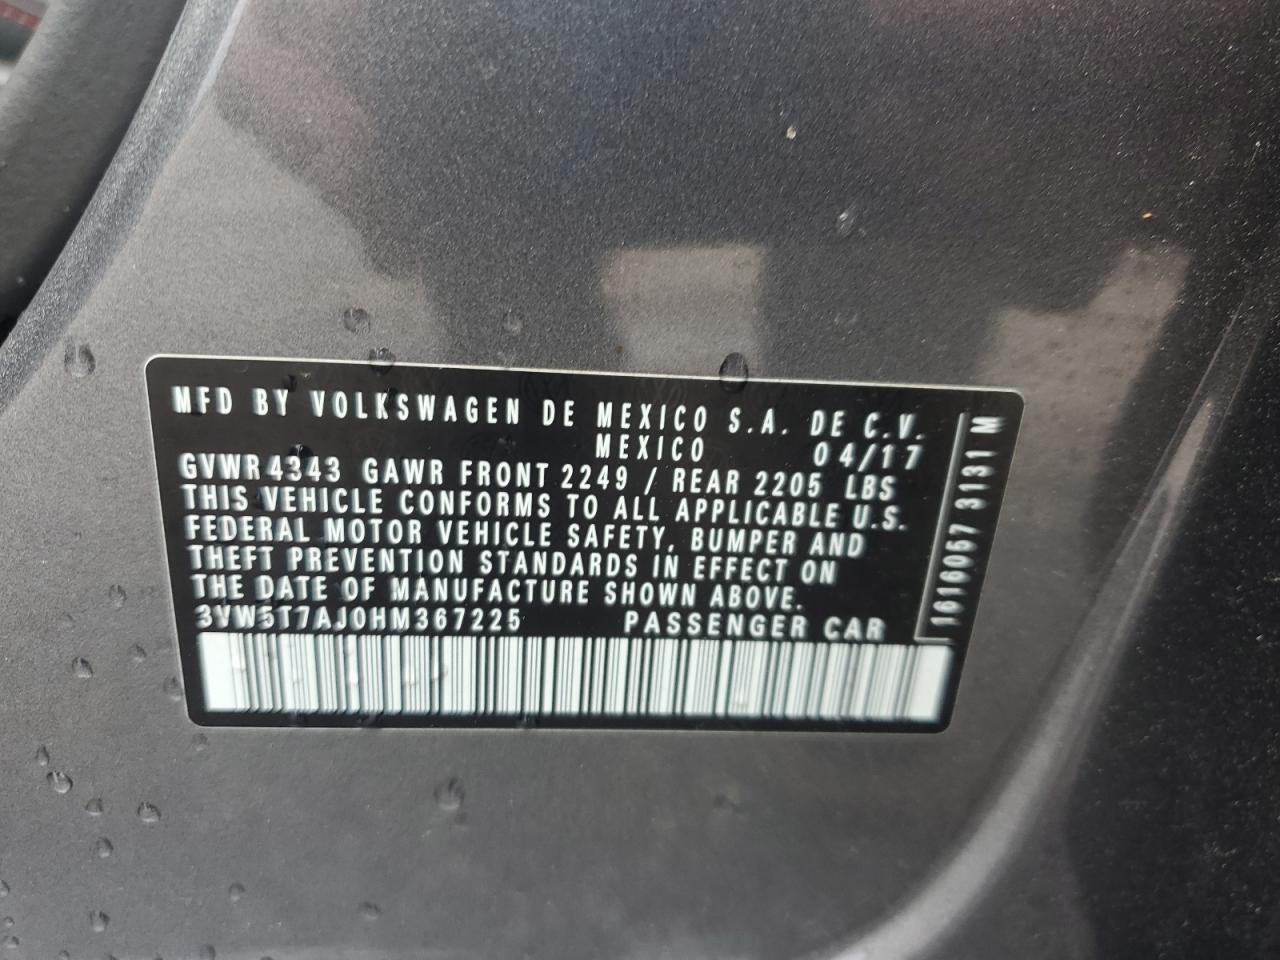 MFD BY VOLKSWAGEN DE MEXICO S.A. DE C.V.
MEXICO 04/17
GVWR 4343 GAWR FRONT 2249 / REAR 2205 LBS
THIS VEHICLE CONFORMS TO ALL APPLICABLE U.S.
FEDERAL MOTOR VEHICLE SAFETY, BUMPER AND
THEFT PREVENTION STANDARDS IN EFFECT ON
THE DATE OF MANUFACTURE SHOWN ABOVE.
3VW5T7AJ0HM367225 PASSENGER CAR
1616057 3131 M